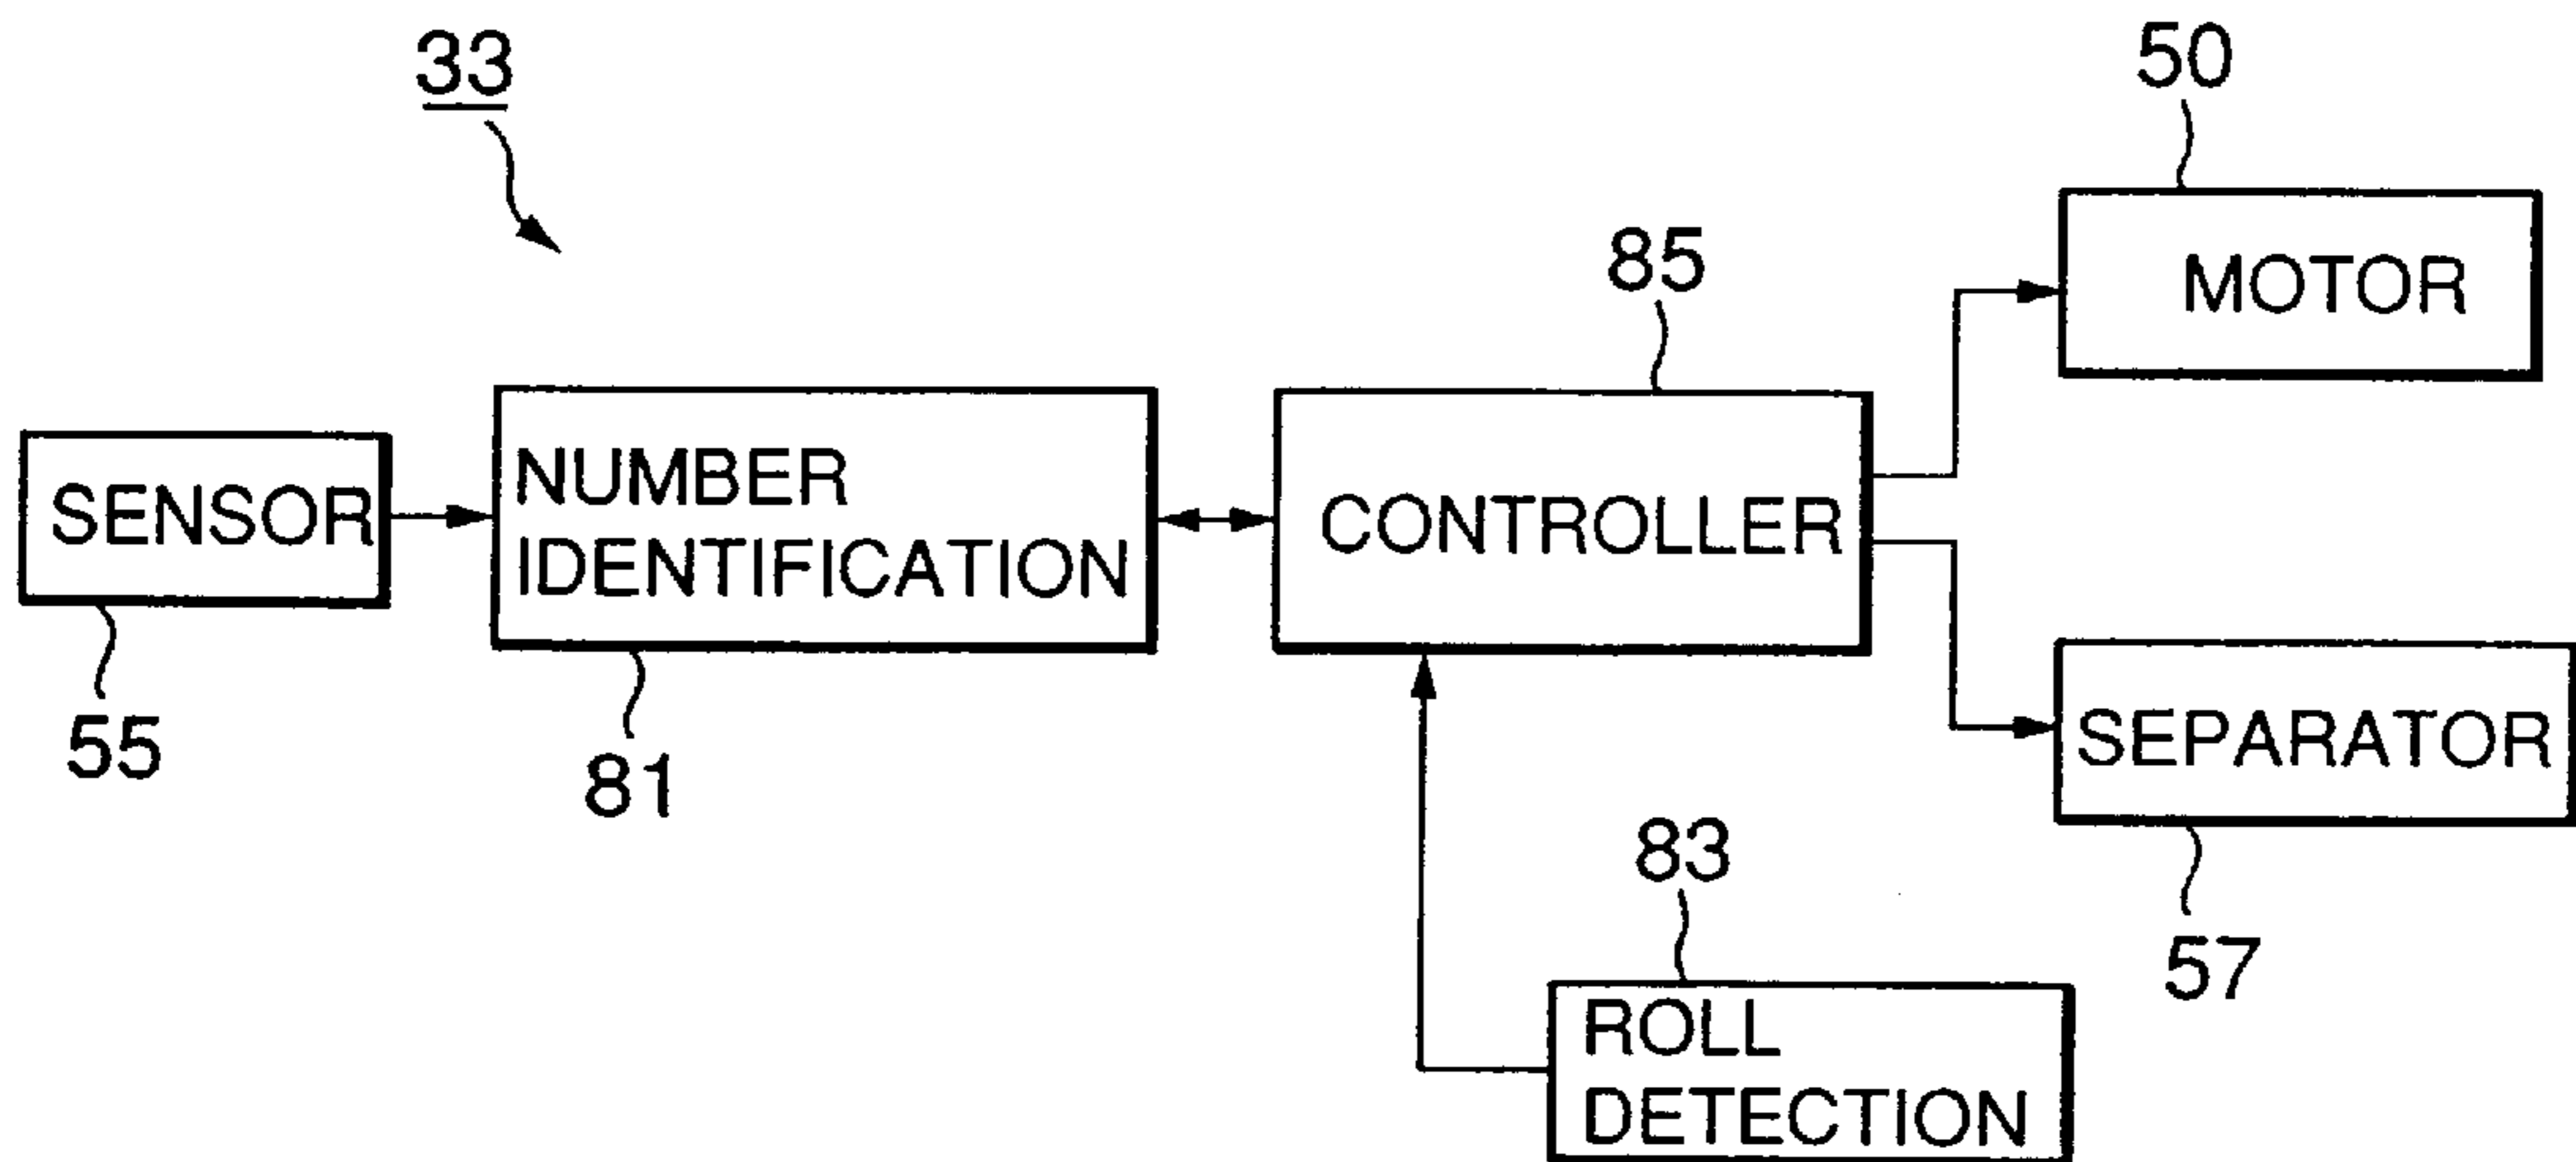 33
50
MOTOR
85
SENSOR
NUMBER
IDENTIFICATION
CONTROLLER
55
81
SEPARATOR
57
83
ROLL
DETECTION